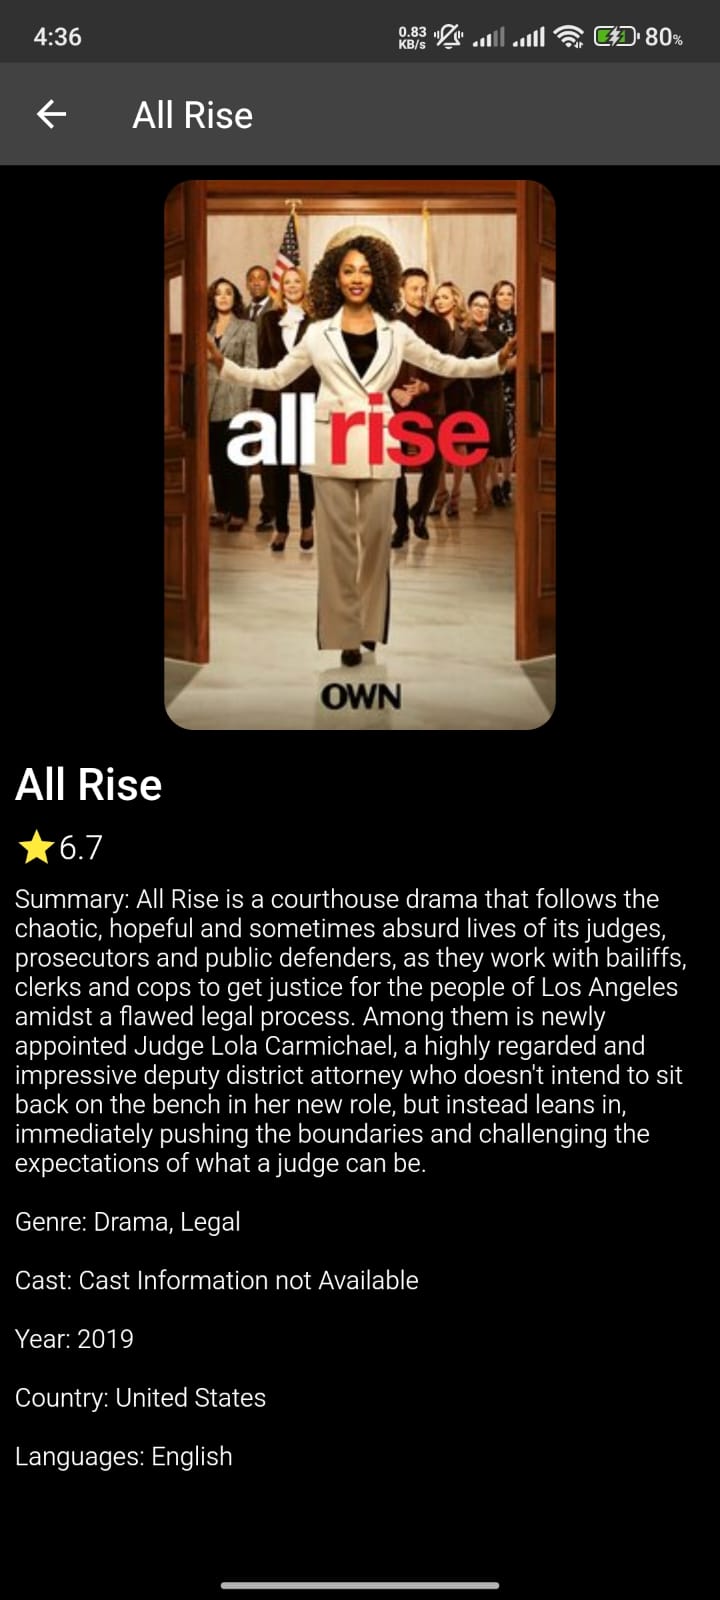 4:36
0.83
KB/s
80%
All Rise
all rise
OWN
All Rise
6.7
Summary: All Rise is a courthouse drama that follows the
chaotic, hopeful and sometimes absurd lives of its judges,
prosecutors and public defenders, as they work with bailiffs,
clerks and cops to get justice for the people of Los Angeles
amidst a flawed legal process. Among them is newly
appointed Judge Lola Carmichael, a highly regarded and
impressive deputy district attorney who doesn't intend to sit
back on the bench in her new role, but instead leans in,
immediately pushing the boundaries and challenging the
expectations of what a judge can be.
Genre: Drama, Legal
Cast: Cast Information not Available
Year: 2019
Country: United States
Languages: English